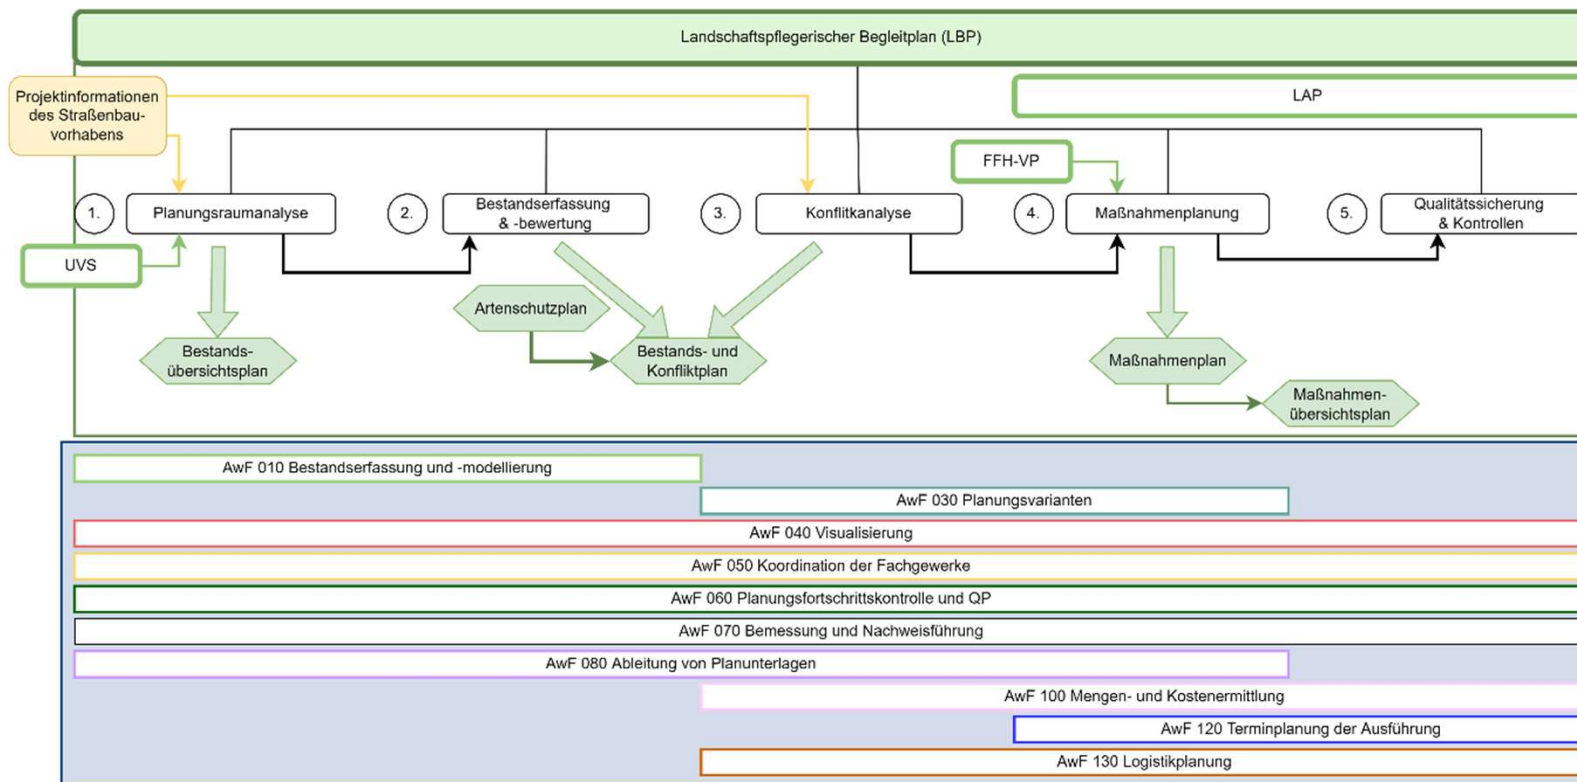 Landschaftspflegerischer Begleitplan (LBP)
Projektinformationen
des Straßenbau-
vorhabens
LAP
FFH-VP
1.
Planungsraumanalyse
2.
Bestandserfassung
& -bewertung
3.
Konflitkanalyse
4.
Maßnahmenplanung
5.
Qualitätssicherung
& Kontrollen
UVS
Artenschutzplan
Bestands-
übersichtsplan
Bestands- und
Konfliktplan
Maßnahmenplan
Maßnahmen-
übersichtsplan
AwF 010 Bestandserfassung und -modellierung
AwF 030 Planungsvarianten
AwF 040 Visualisierung
AwF 050 Koordination der Fachgewerke
AwF 060 Planungsfortschrittskontrolle und QP
AwF 070 Bemessung und Nachweisführung
AwF 080 Ableitung von Planunterlagen
AwF 100 Mengen- und Kostenermittlung
AwF 120 Terminplanung der Ausführung
AwF 130 Logistikplanung